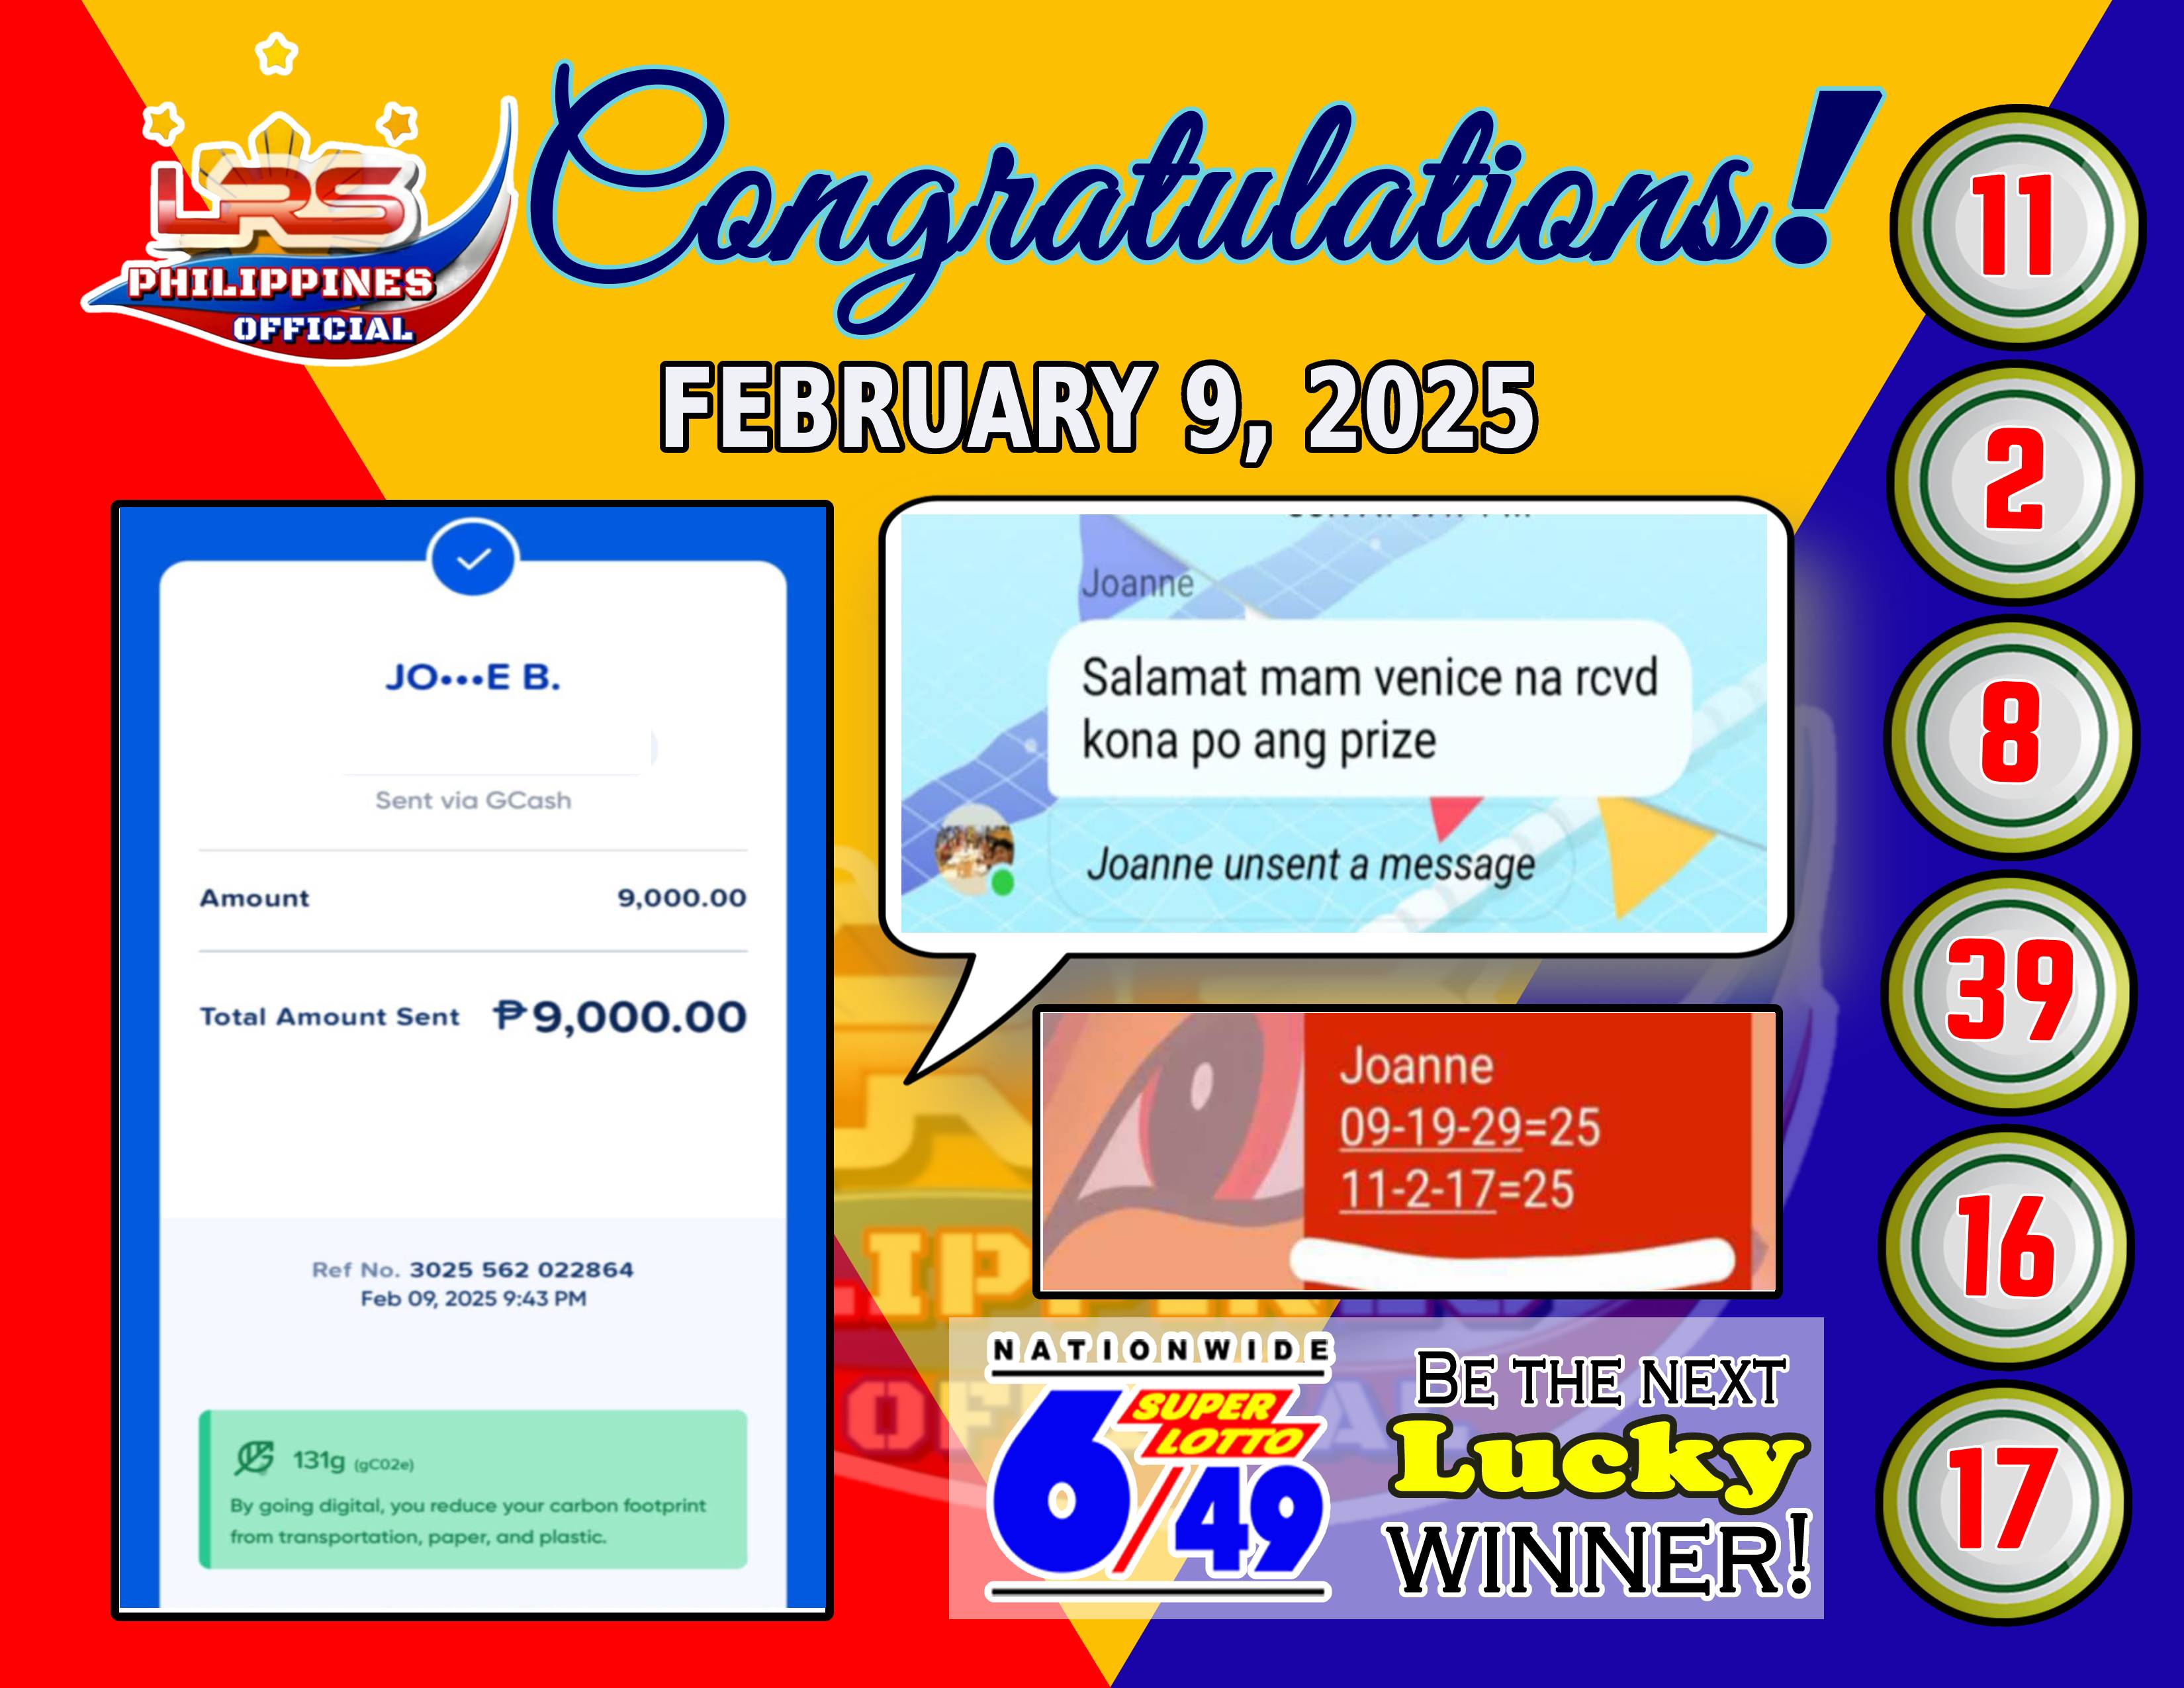 LRS
PHILIPPINES
OFFICIAL
Congratulations!
FEBRUARY 9, 2025
JO•••E B.
Sent via GCash
Amount 9,000.00
Total Amount Sent ₱9,000.00
Ref No. 3025 562 022864
Feb 09, 2025 9:43 PM
131g (gCO2e)
By going digital, you reduce your carbon footprint
from transportation, paper, and plastic.
Joanne
Salamat mam venice na rcvd
kona po ang prize
Joanne unsent a message
Joanne
09-19-29=25
11-2-17=25
NATIONWIDE
SUPER
LOTTO
6/49
BE THE NEXT
Lucky
WINNER!
11
2
8
39
16
17